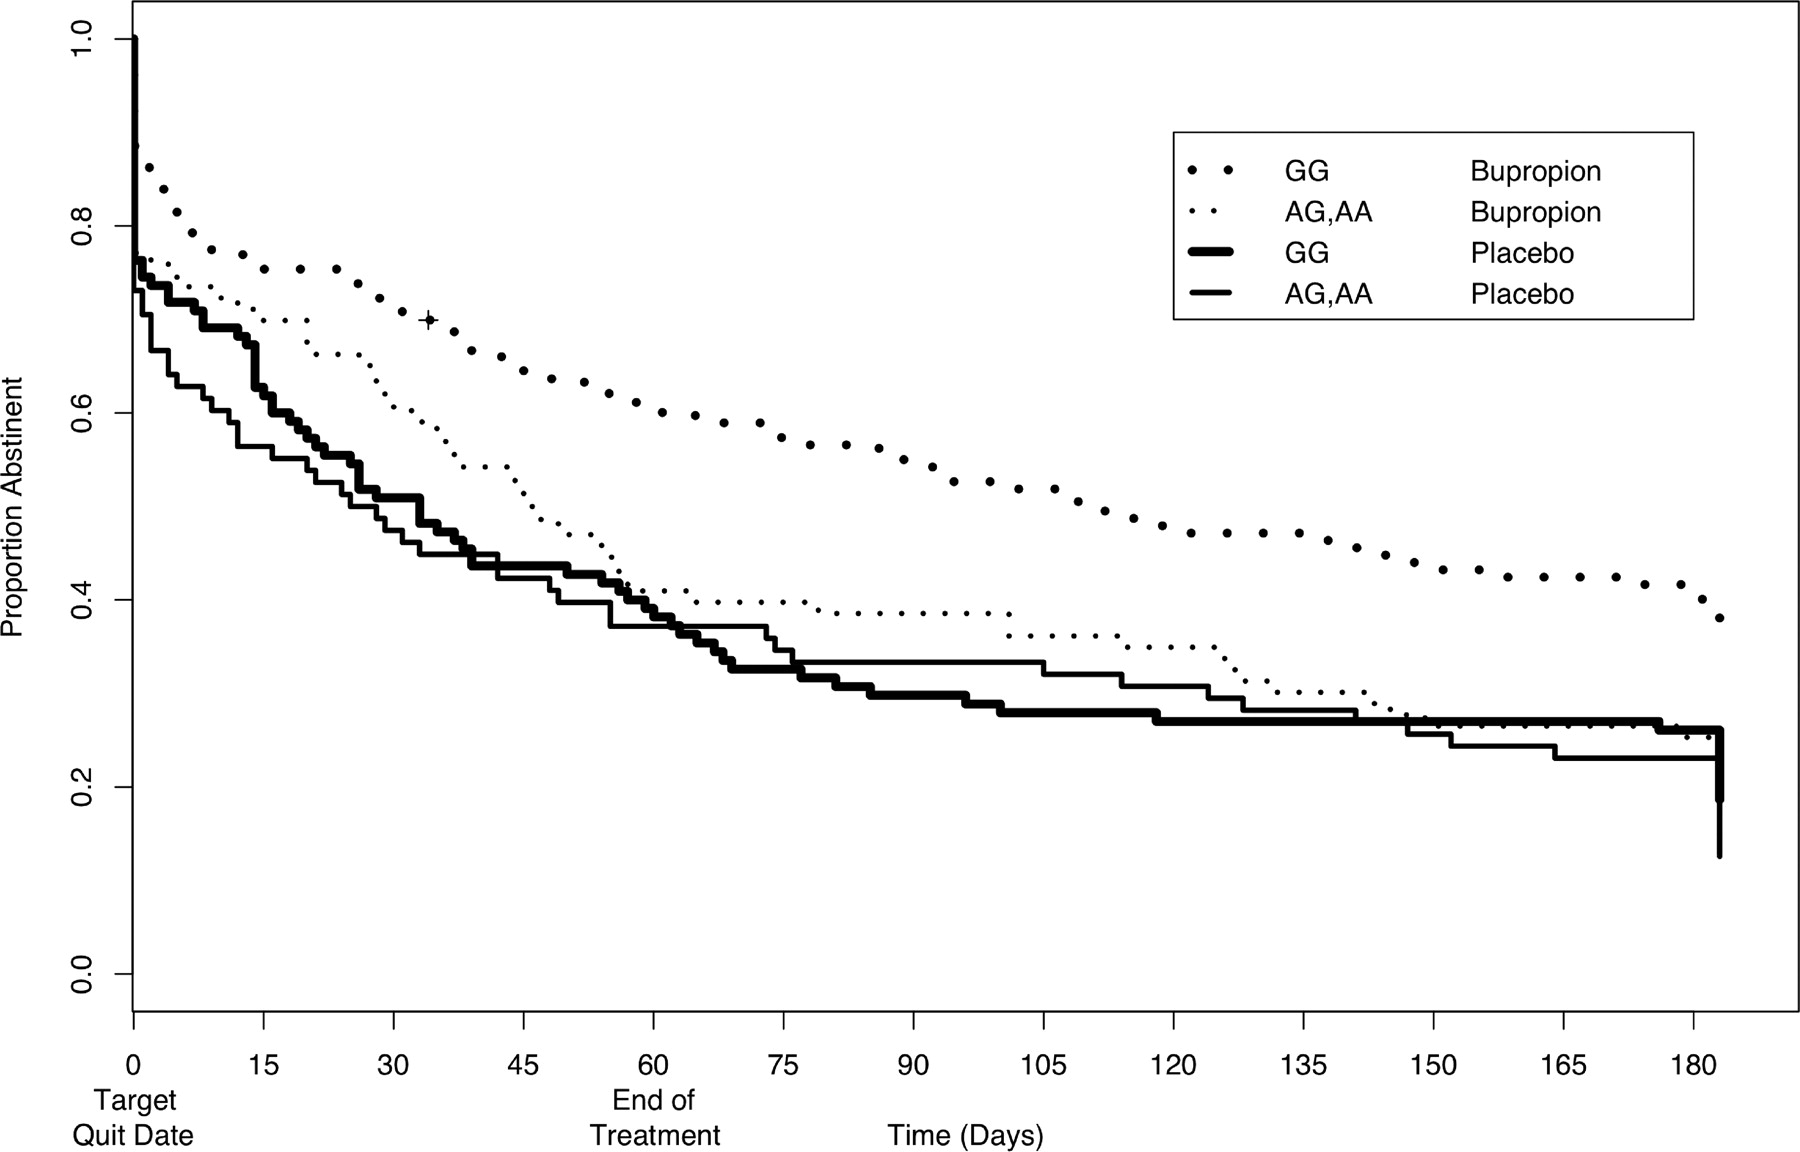 Proportion Abstinent
1.0
0.8
0.6
0.4
0.2
0.0
GG Bupropion
AG,AA Bupropion
GG Placebo
AG,AA Placebo
0 15 30 45 60 75 90 105 120 135 150 165 180
Target End of
Quit Date Treatment Time (Days)